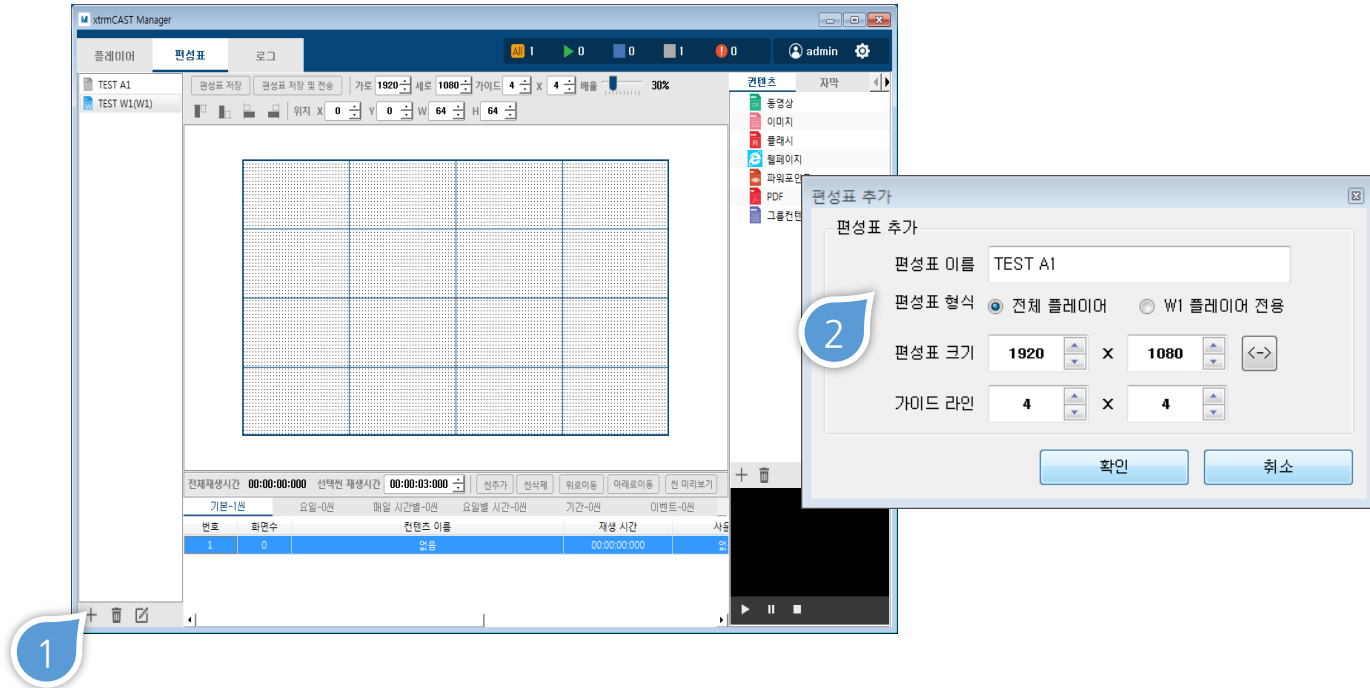 M xtrmCAST Manager
플레이어 편성표 로그
All 1 0 0 1 0 admin
TEST A1
TEST W1(W1)
편성표 저장 편성표 저장 및 전송 가로 1920 세로 1080 가이드 4 X 4 배율 30%
위치 X 0 Y 0 W 64 H 64
컨텐츠 자막
동영상
이미지
플래시
웹페이지
파워포인
PDF
그룹컨텐
전체재생시간 00:00:00:000 선택씬 재생시간 00:00:03:000 씬추가 씬삭제 위로이동 아래로이동 씬 미리보기
기본-1씬 요일-0씬 매일 시간별-0씬 요일별 시간-0씬 기간-0씬 이벤트-0씬
번호 화면수 컨텐츠 이름 재생 시간 사용
1 0 없음 00:00:00:000 없
1
편성표 추가
편성표 추가
편성표 이름 TEST A1
편성표 형식 전체 플레이어 W1 플레이어 전용
2
편성표 크기 1920 X 1080 <->
가이드 라인 4 X 4
확인 취소